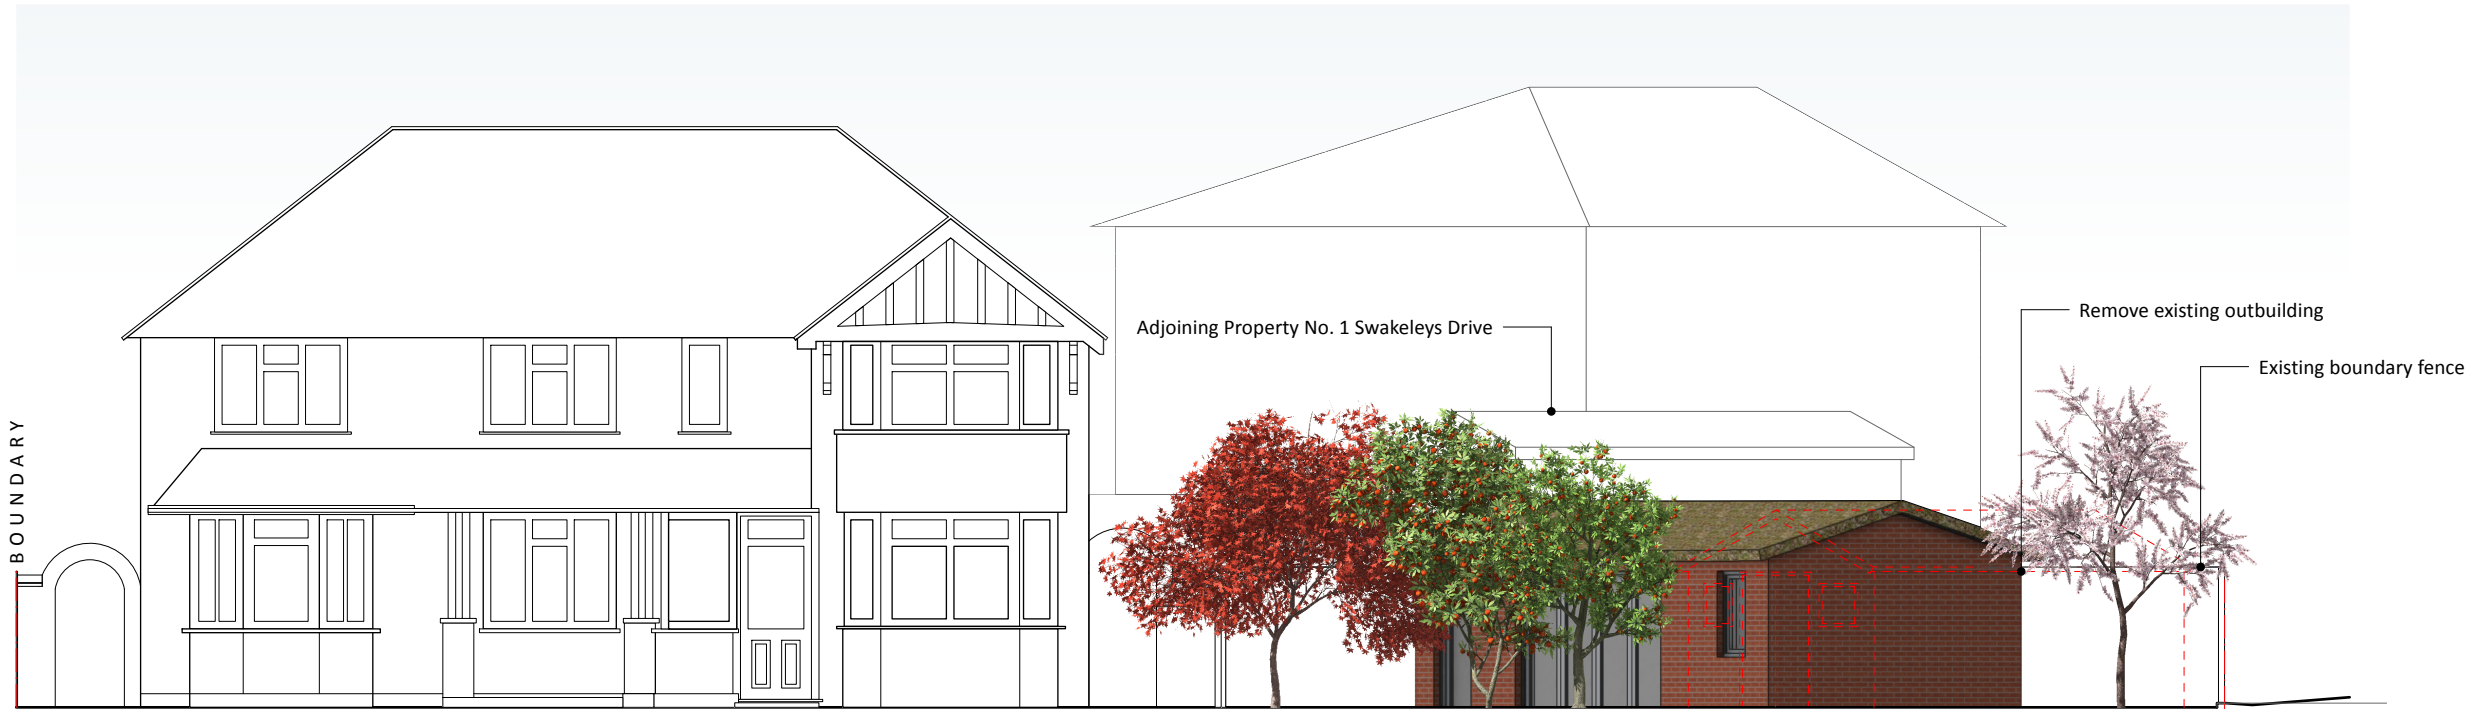 BOUNDARY
Adjoining Property No. 1 Swakeleys Drive
Remove existing outbuilding
Existing boundary fence